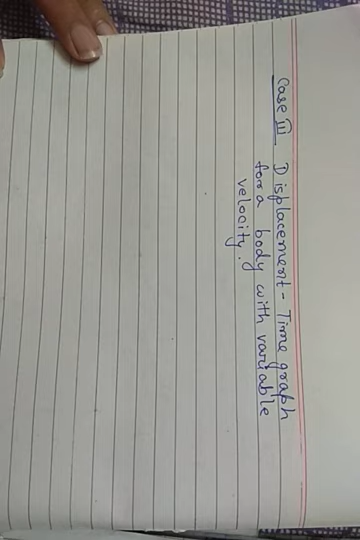 Case III Displacement - Time graph
for a body with variable
velocity.